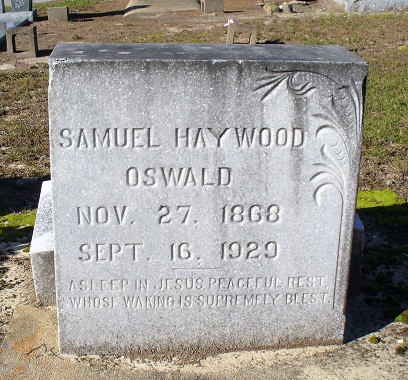 SAMUEL HAYWOOD
OSWALD
NOV. 27. 1868
SEPT. 16. 1929
ASLEEP IN JESUS PEACEFUL REST.
WHOSE WAKING IS SUPREMELY BLEST.